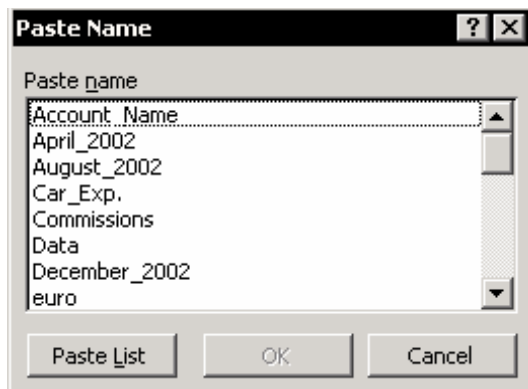 Paste Name
Paste name
Account_Name
April_2002
August_2002
Car_Exp.
Commissions
Data
December_2002
euro
Paste List OK Cancel